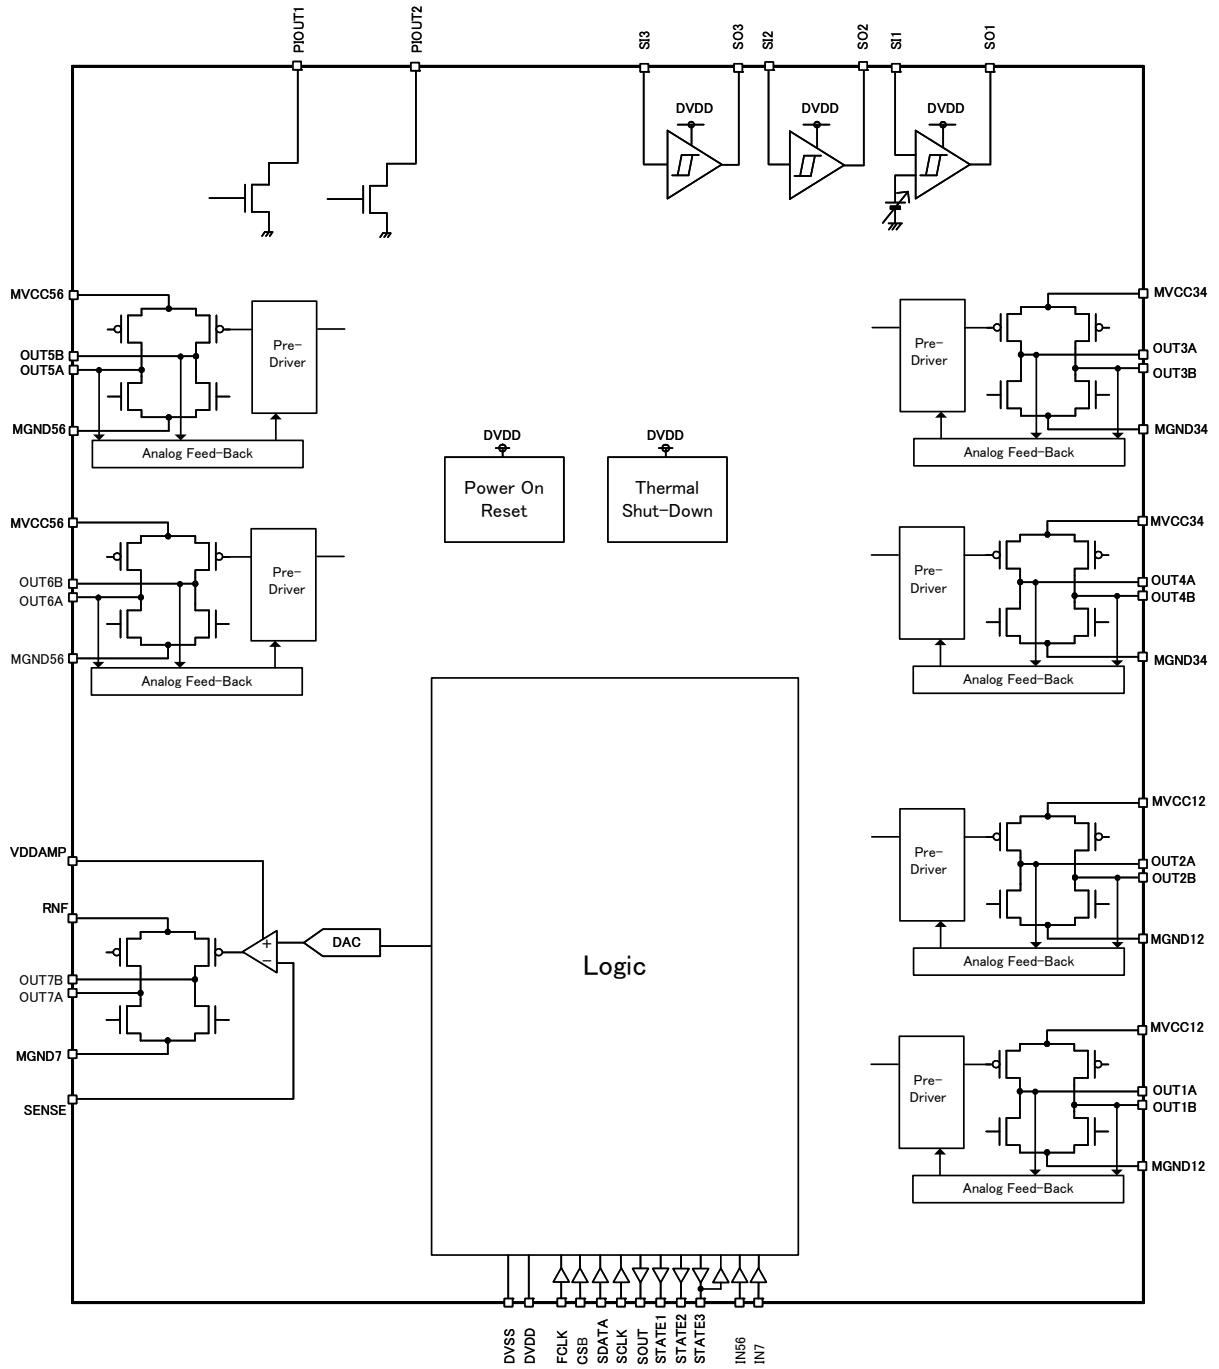 PIOUT1
PIOUT2
SI3
SO3
SI2
SO2
SI1
SO1
DVDD
DVDD
DVDD
MVCC56
OUT5B
OUT5A
MGND56
Pre-
Driver
Analog Feed-Back
MVCC34
OUT3A
OUT3B
MGND34
Pre-
Driver
Analog Feed-Back
DVDD
Power On
Reset
DVDD
Thermal
Shut-Down
MVCC56
OUT6B
OUT6A
MGND56
Pre-
Driver
Analog Feed-Back
MVCC34
OUT4A
OUT4B
MGND34
Pre-
Driver
Analog Feed-Back
MVCC12
OUT2A
OUT2B
MGND12
Pre-
Driver
Analog Feed-Back
VDDAMP
RNF
OUT7B
OUT7A
MGND7
SENSE
+
−
DAC
Logic
MVCC12
OUT1A
OUT1B
MGND12
Pre-
Driver
Analog Feed-Back
DVSS
DVDD
FCLK
CSB
SDATA
SCLK
SOUT
STATE1
STATE2
STATE3
IN56
IN7